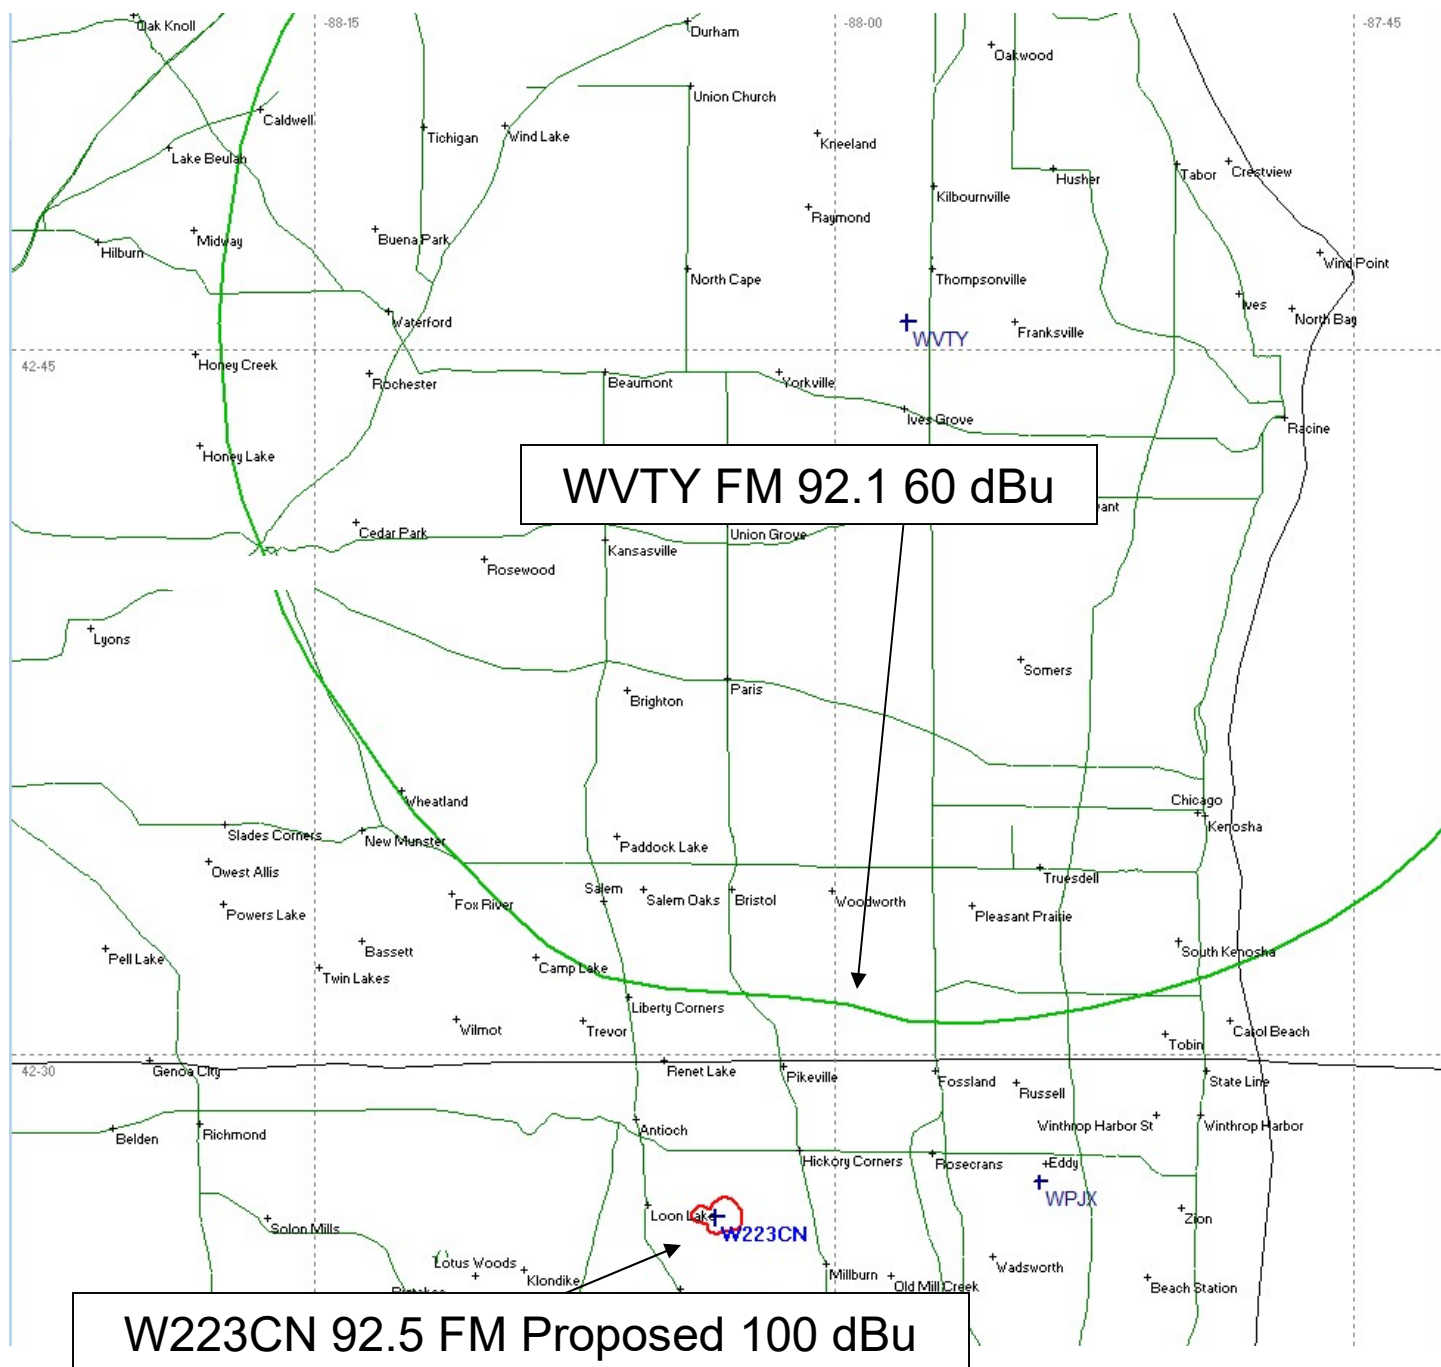 -88-15
-88-00
-87-45
Oak Knoll
Durham
Oakwood
Union Church
Caldwell
Tichigan
Wind Lake
Kneeland
Lake Beulah
Husher
Tabor
Crestview
Kilbournville
Raymond
Midway
Buena Park
Hilburn
Wind Point
North Cape
Thompsonville
Ives
North Bay
Waterford
WVTY
Franksville
42-45
Honey Creek
Rochester
Beaumont
Yorkville
Ives Grove
Racine
Honey Lake
WVTY FM 92.1 60 dBu
vant
Cedar Park
Union Grove
Kansasville
Rosewood
Lyons
Somers
Brighton
Paris
Wheatland
Chicago
Kenosha
Slades Corners
New Munster
Paddock Lake
Owest Allis
Truesdell
Salem
Fox River
Salem Oaks
Bristol
Woodworth
Powers Lake
Pleasant Prairie
Bassett
South Kenosha
Pell Lake
Camp Lake
Twin Lakes
Liberty Corners
Wilmot
Trevor
Carol Beach
Tobin
42-30
Genoa City
Renet Lake
Pikeville
Fossland
State Line
Russell
Belden
Richmond
Antioch
Winthrop Harbor St
Winthrop Harbor
Hickory Corners
Rosecrans
Eddy
WPJX
Loon Lake
W223CN
Solon Mills
Zion
Lotus Woods
Klondike
Millburn
Wadsworth
Old Mill Creek
Beach Station
W223CN 92.5 FM Proposed 100 dBu